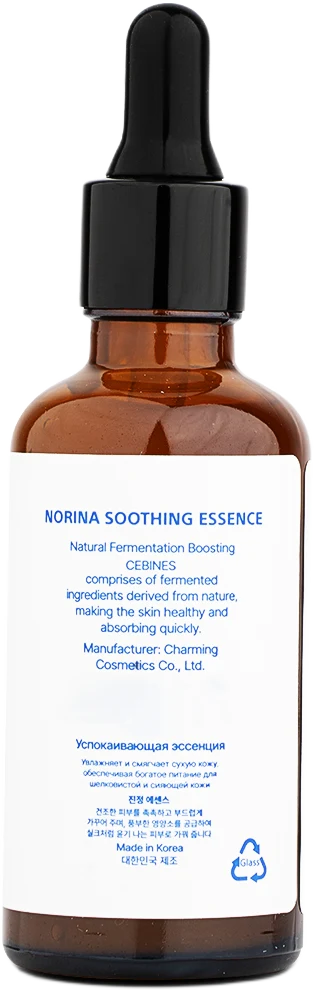 NORINA SOOTHING ESSENCE
Natural Fermentation Boosting
CEBINES
comprises of fermented
ingredients derived from nature,
making the skin healthy and
absorbing quickly.
Manufacturer: Charming
Cosmetics Co., Ltd.
Успокаивающая эссенция
Увлажняет и смягчает сухую кожу,
обеспечивая богатое питание для
шелковистой и сияющей кожи
진정 에센스
건조한 피부를 촉촉하고 부드럽게
가꾸어 주며, 풍부한 영양소를 공급하여
실크처럼 윤기 나는 피부로 가꿔 줍니다
Made in Korea
대한민국 제조
Glass